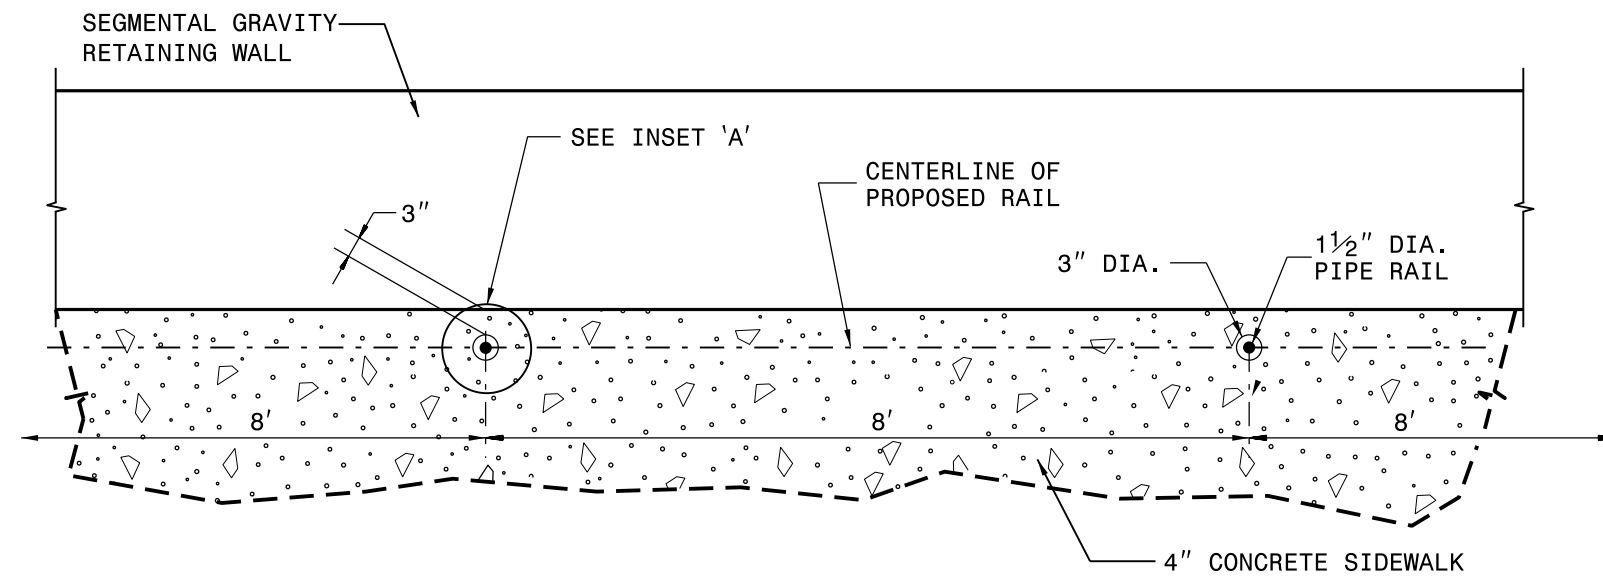 SEGMENTAL GRAVITY
RETAINING WALL
SEE INSET 'A'
CENTERLINE OF
PROPOSED RAIL
3"
3" DIA.
1½" DIA.
PIPE RAIL
8'
8'
8'
4" CONCRETE SIDEWALK